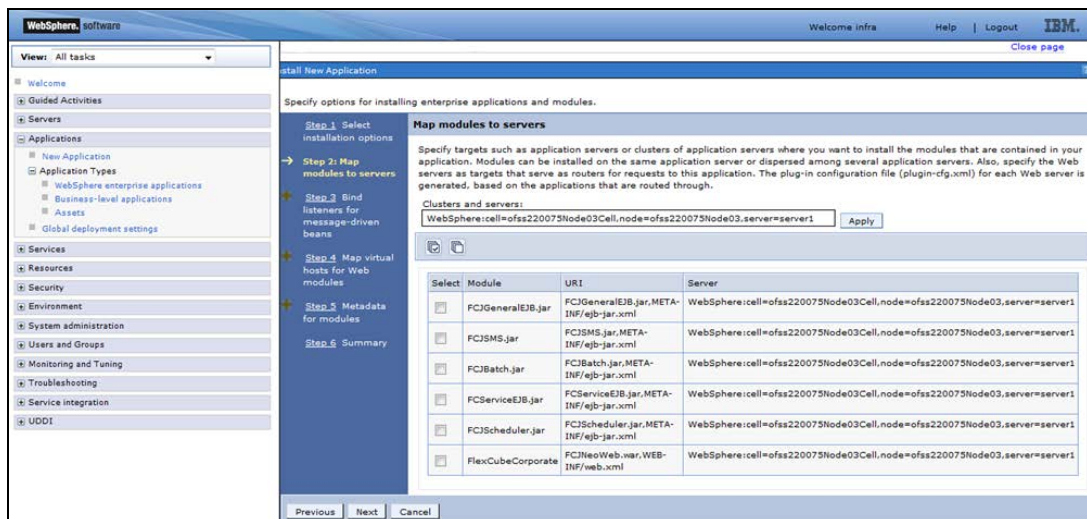 WebSphere. software
Welcome infra
Help | Logout
IBM.
View: All tasks
Close page
Welcome
Guided Activities
Servers
Applications
New Application
Application Types
WebSphere enterprise applications
Business-level applications
Assets
Global deployment settings
Services
Resources
Security
Environment
System administration
Users and Groups
Monitoring and Tuning
Troubleshooting
Service integration
UDDI
nstall New Application
Specify options for installing enterprise applications and modules.
Step 1 Select
installation options
Step 2: Map
modules to servers
Step 3 Bind
listeners for
message-driven
beans
Step 4 Map virtual
hosts for Web
modules
Step 5 Metadata
for modules
Step 6 Summary
Map modules to servers
Specify targets such as application servers or clusters of application servers where you want to install the modules that are contained in your
application. Modules can be installed on the same application server or dispersed among several application servers. Also, specify the Web
servers as targets that serve as routers for requests to this application. The plug-in configuration file (plugin-cfg.xml) for each Web server is
generated, based on the applications that are routed through.
Clusters and servers:
WebSphere:cell=ofss220075Node03Cell,node=ofss220075Node03,server=server1
Apply
Select Module URI Server
FCJGeneralEJB.jar FCJGeneralEJB.jar,META-INF/ejb-jar.xml WebSphere:cell=ofss220075Node03Cell,node=ofss220075Node03,server=server1
FCJSMS.jar FCJSMS.jar,META-INF/ejb-jar.xml WebSphere:cell=ofss220075Node03Cell,node=ofss220075Node03,server=server1
FCJBatch.jar FCJBatch.jar,META-INF/ejb-jar.xml WebSphere:cell=ofss220075Node03Cell,node=ofss220075Node03,server=server1
FCServiceEJB.jar FCServiceEJB.jar,META-INF/ejb-jar.xml WebSphere:cell=ofss220075Node03Cell,node=ofss220075Node03,server=server1
FCJScheduler.jar FCJScheduler.jar,META-INF/ejb-jar.xml WebSphere:cell=ofss220075Node03Cell,node=ofss220075Node03,server=server1
FlexCubeCorporate FCJNeoWeb.war,WEB-INF/web.xml WebSphere:cell=ofss220075Node03Cell,node=ofss220075Node03,server=server1
Previous Next Cancel